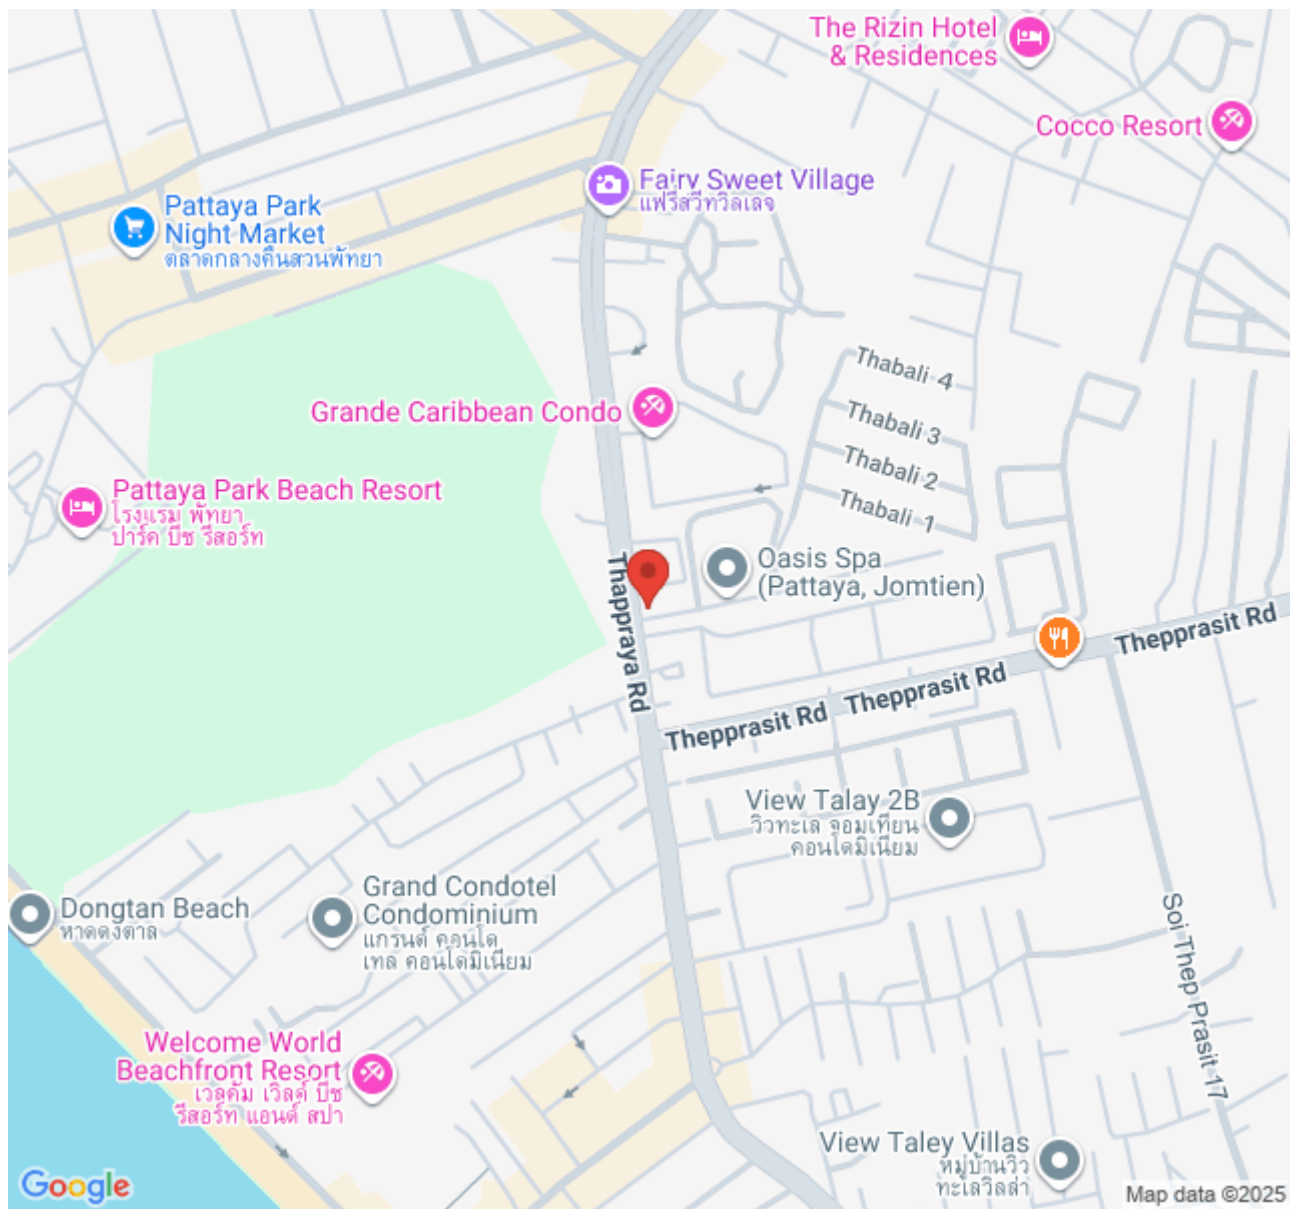 The Rizin Hotel
& Residences
Cocco Resort
Fairy Sweet Village
แฟรีสวีทวิลเลจ
Pattaya Park
Night Market
ตลาดกลางคืนสวนพัทยา
Thabali 4
Grande Caribbean Condo
Thabali 3
Thabali 2
Pattaya Park Beach Resort
โรงแรม พัทยา
ปาร์ค บีช รีสอร์ท
Thabali 1
Oasis Spa
(Pattaya, Jomtien)
Thappraya Rd
Thepprasit Rd
Thepprasit Rd
Thepprasit Rd
View Talay 2B
วิวทะเล จอมเทียน
คอนโดมิเนียม
Grand Condotel
Condominium
แกรนด์ คอนโด
เทล คอนโดมิเนียม
Dongtan Beach
หาดดงตาล
Soi Thep Prasit 17
Welcome World
Beachfront Resort
เวลคัม เวิลด์ บีช
รีสอร์ท แอนด์ สปา
View Taley Villas
หมู่บ้านวิว
ทะเลวิลล่า
Google
Map data ©2025